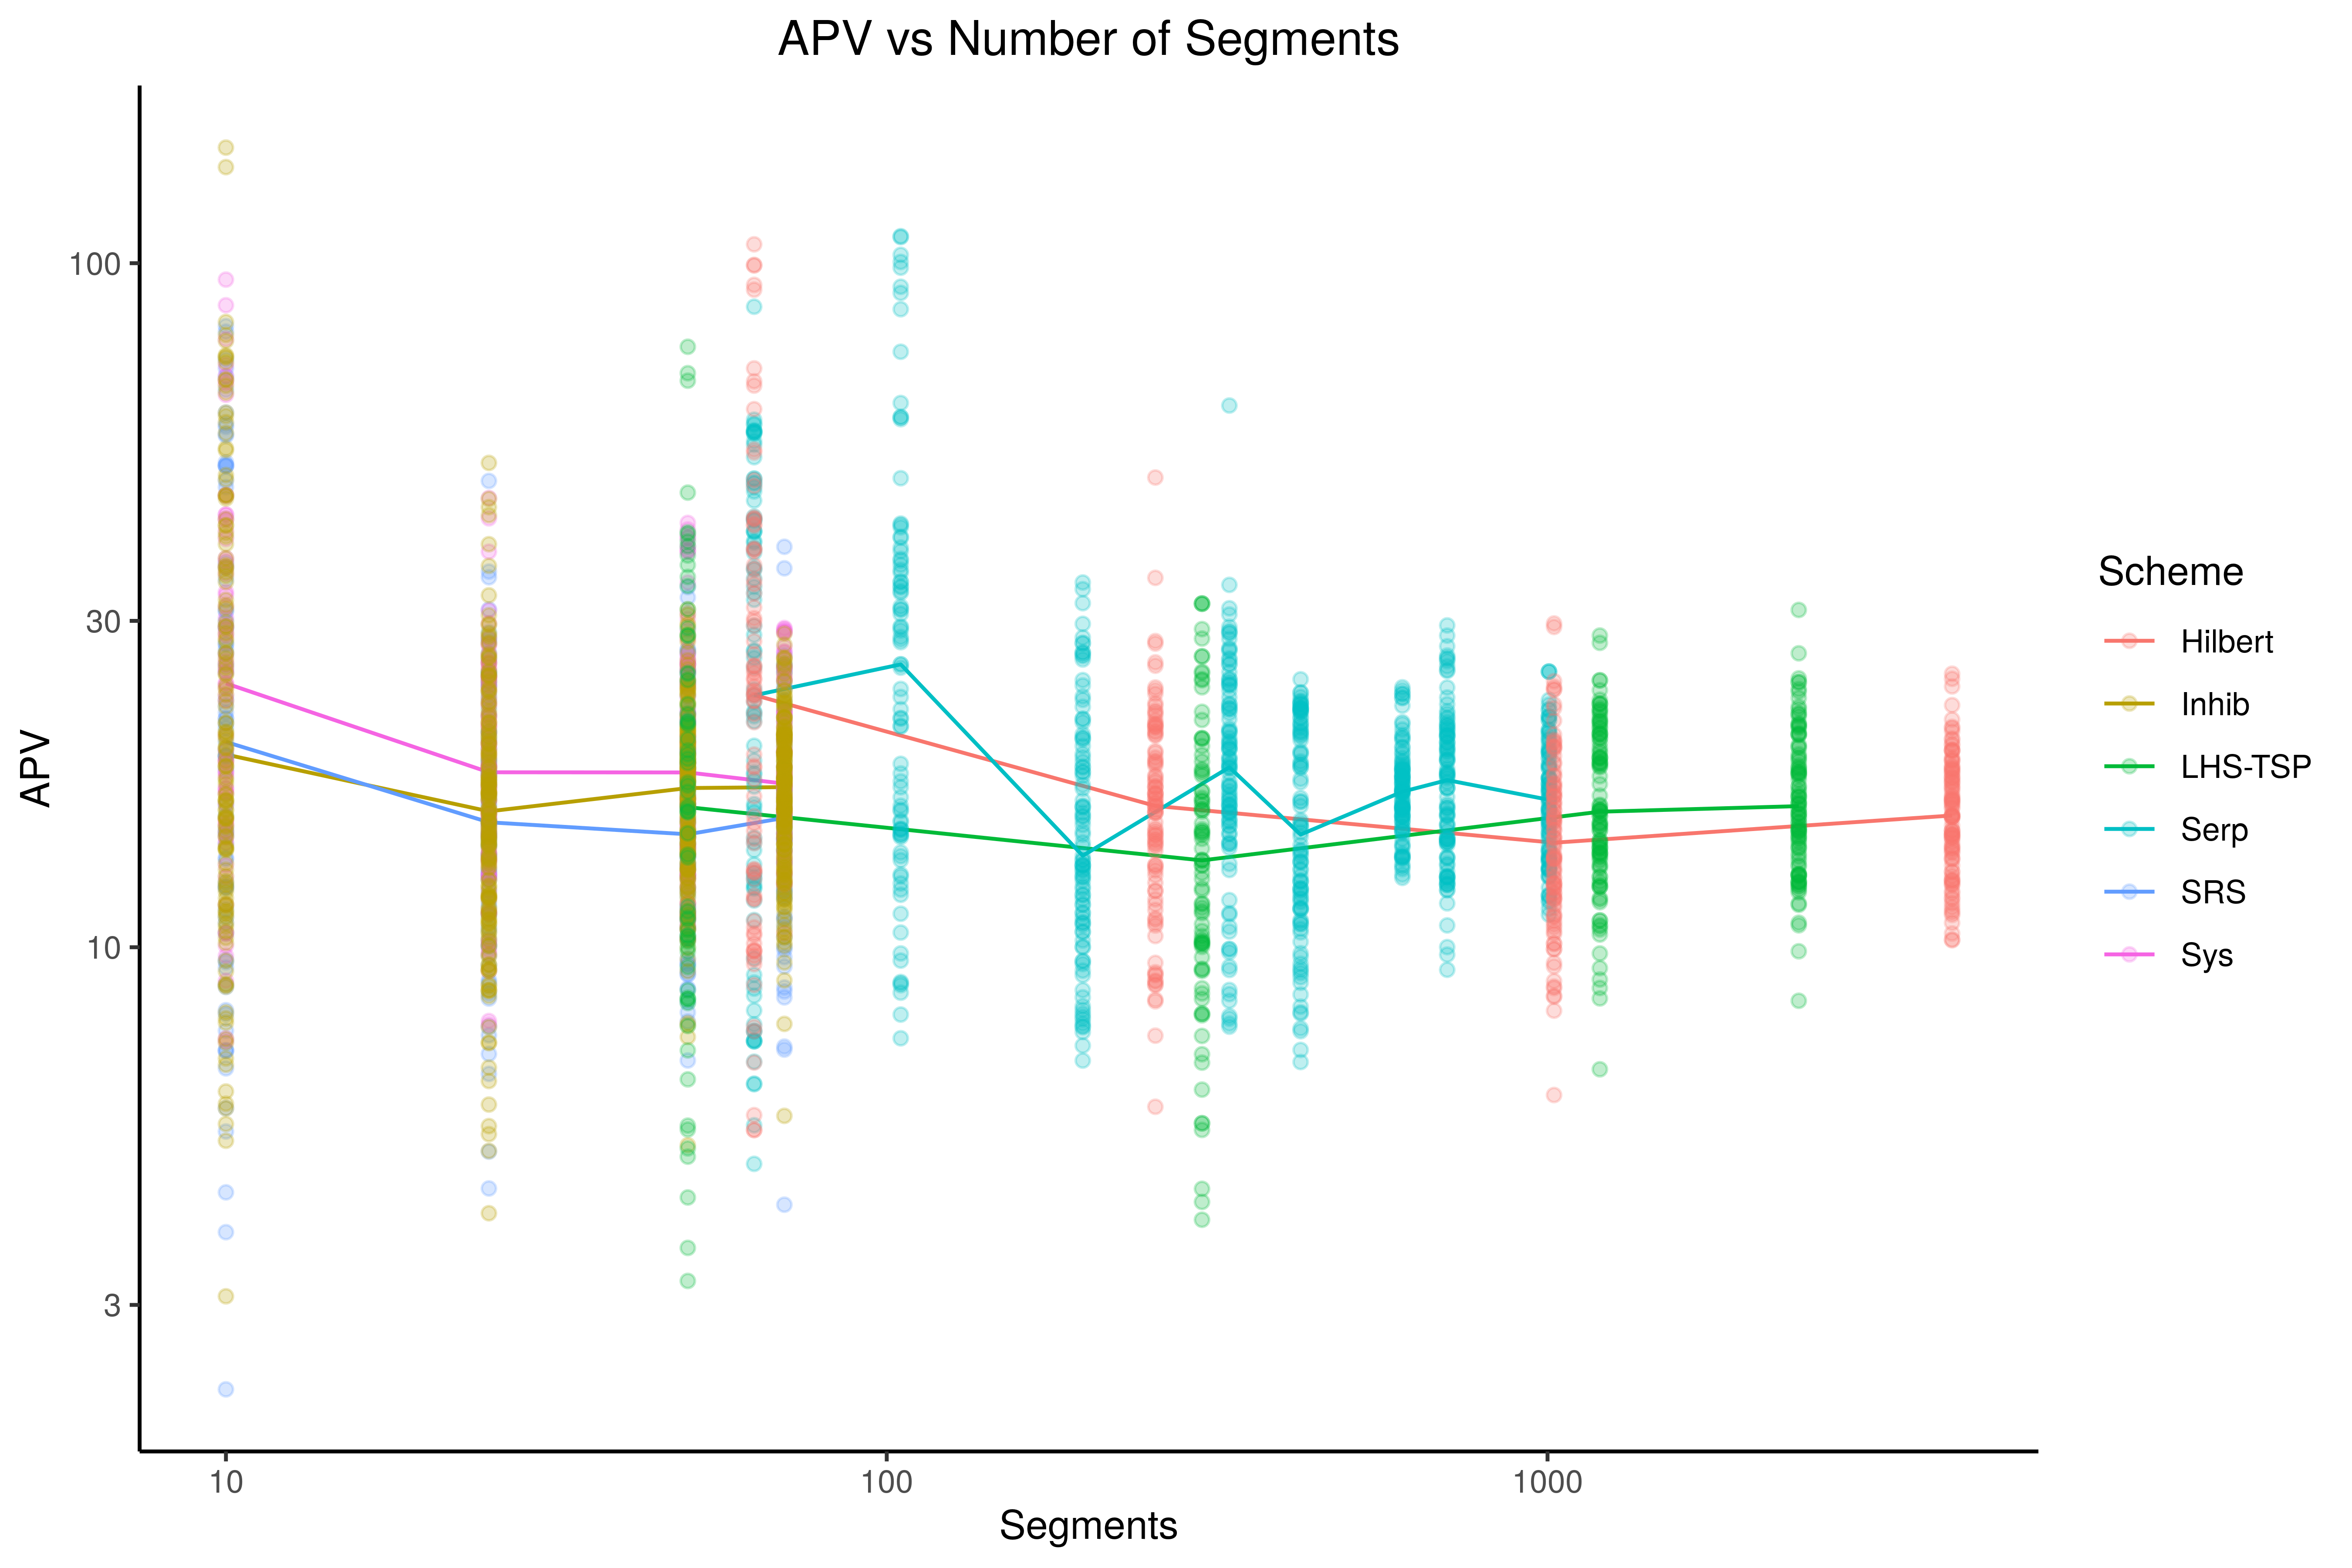 APV vs Number of Segments
APV
100
30
10
3
10
100
1000
Segments
Scheme
Hilbert
Inhib
LHS-TSP
Serp
SRS
Sys